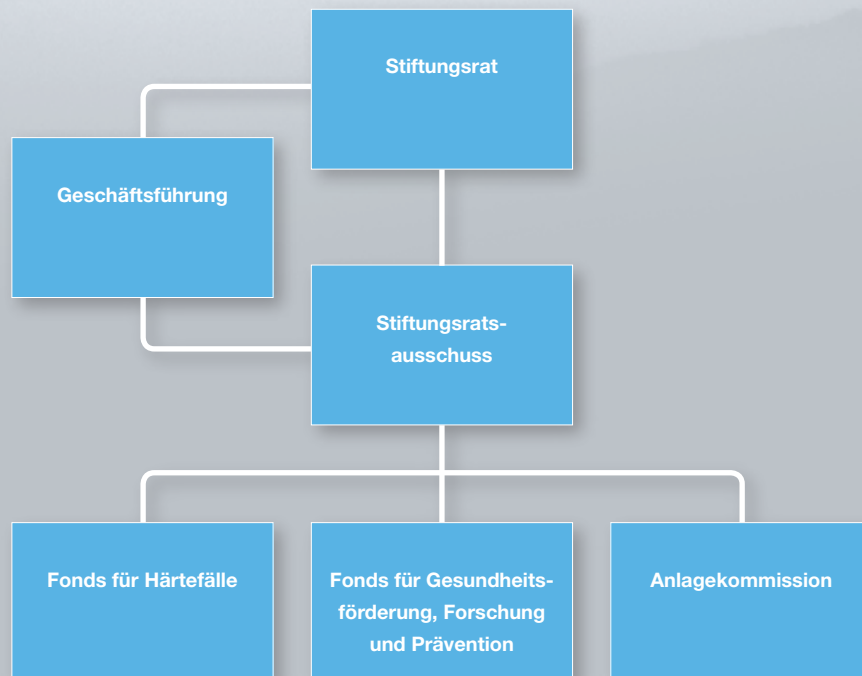 Stiftungsrat
Geschäftsführung
Stiftungsrats-
ausschuss
Fonds für Härtefälle
Fonds für Gesundheits-
förderung, Forschung
und Prävention
Anlagekommission